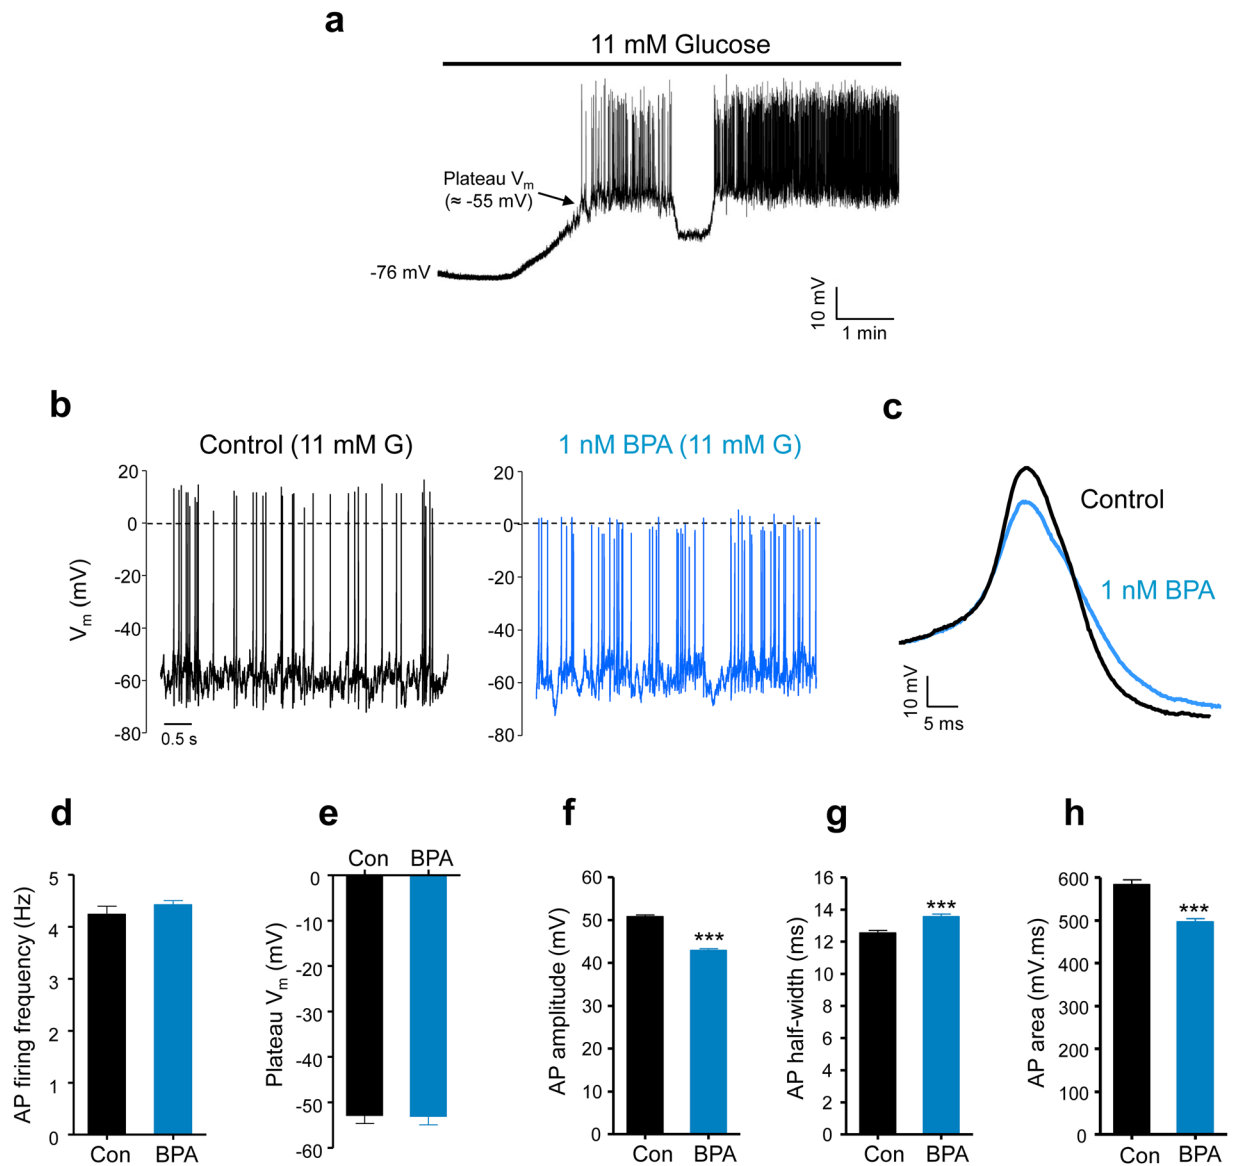 a
11 mM Glucose
Plateau Vm
(≈ -55 mV)
-76 mV
10 mV
1 min
b
Control (11 mM G)
1 nM BPA (11 mM G)
Vm (mV)
20
0
-20
-40
-60
-80
0.5 s
20
0
-20
-40
-60
-80
c
Control
1 nM BPA
10 mV
5 ms
d
AP firing frequency (Hz)
5
4
3
2
1
0
Con
BPA
e
Con
BPA
Plateau Vm (mV)
0
-10
-20
-30
-40
-50
-60
f
AP amplitude (mV)
60
50
40
30
20
10
0
***
Con
BPA
g
AP half-width (ms)
16
14
12
10
8
6
4
2
0
***
Con
BPA
h
AP area (mV.ms)
600
500
400
300
200
100
0
***
Con
BPA